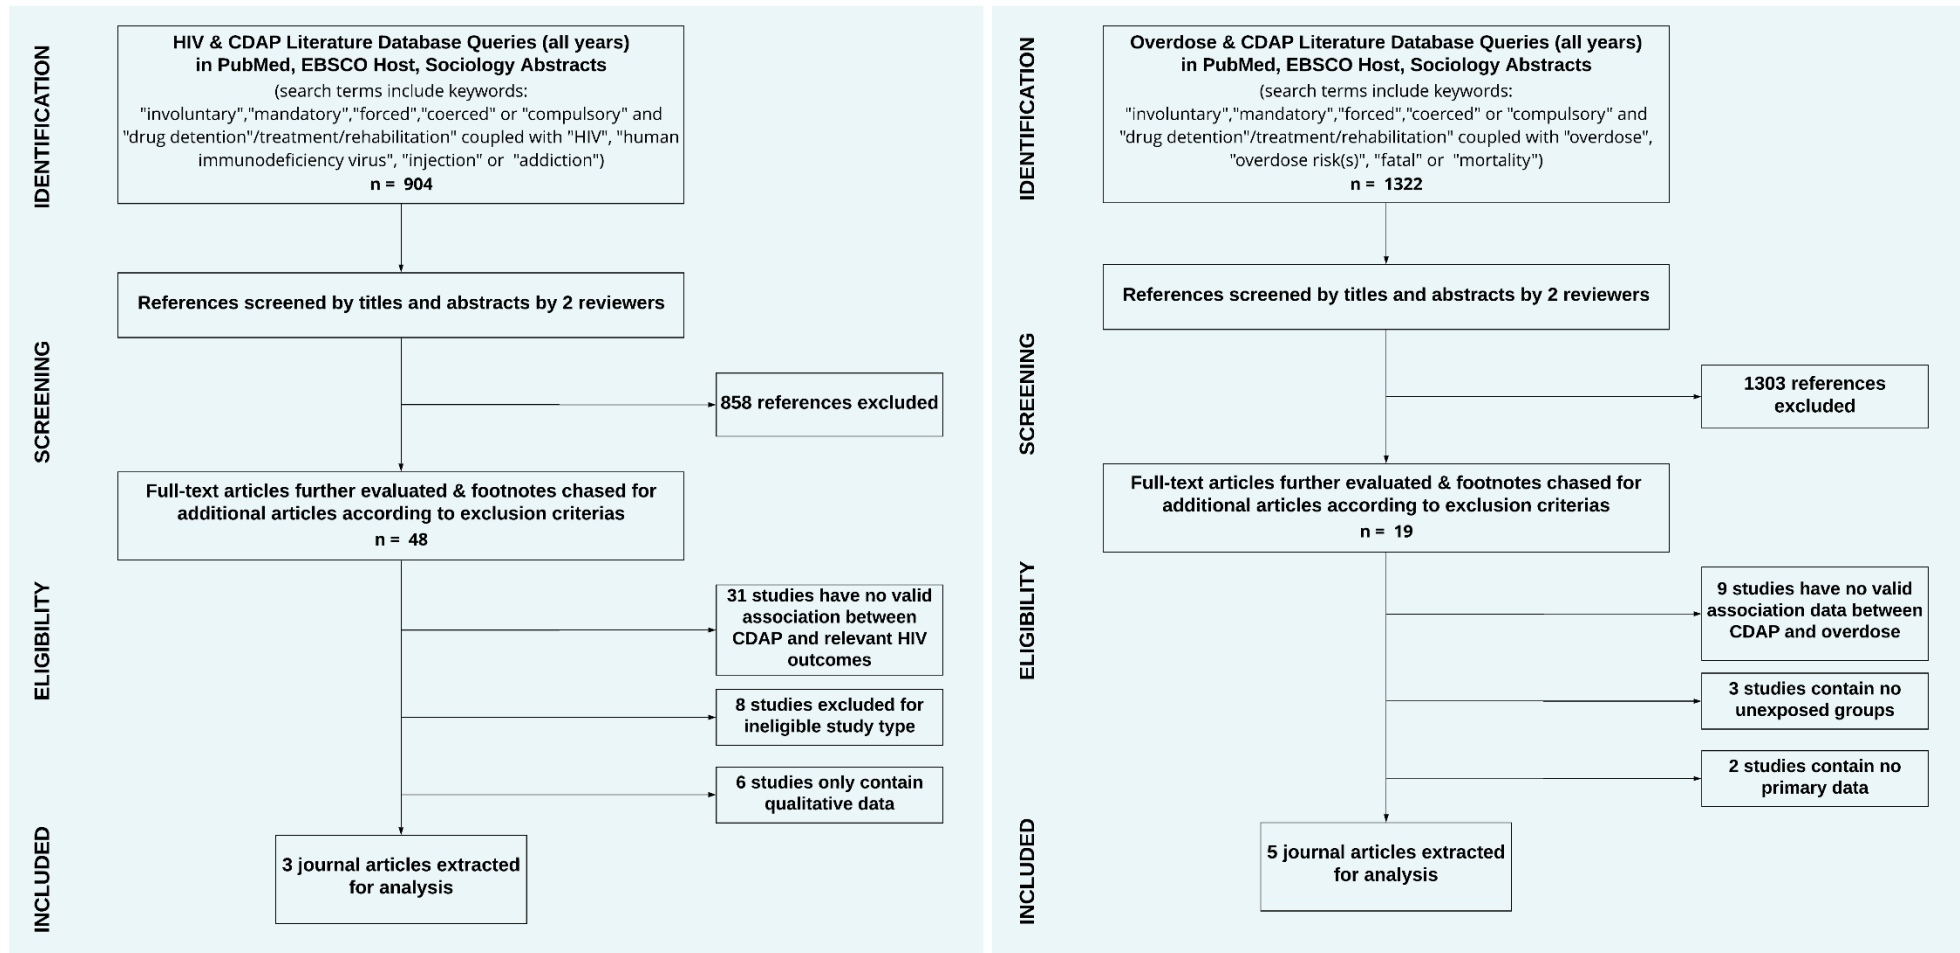 IDENTIFICATION
HIV & CDAP Literature Database Queries (all years)
in PubMed, EBSCO Host, Sociology Abstracts
(search terms include keywords:
"involuntary","mandatory","forced","coerced" or "compulsory" and
"drug detention"/treatment/rehabilitation" coupled with "HIV", "human
immunodeficiency virus", "injection" or "addiction")
n = 904
SCREENING
References screened by titles and abstracts by 2 reviewers
858 references excluded
Full-text articles further evaluated & footnotes chased for
additional articles according to exclusion criterias
n = 48
ELIGIBILITY
31 studies have no valid
association between
CDAP and relevant HIV
outcomes
8 studies excluded for
ineligible study type
6 studies only contain
qualitative data
INCLUDED
3 journal articles extracted
for analysis
IDENTIFICATION
Overdose & CDAP Literature Database Queries (all years)
in PubMed, EBSCO Host, Sociology Abstracts
(search terms include keywords:
"involuntary","mandatory","forced","coerced" or "compulsory" and
"drug detention"/treatment/rehabilitation" coupled with "overdose",
"overdose risk(s)", "fatal" or "mortality")
n = 1322
SCREENING
References screened by titles and abstracts by 2 reviewers
1303 references
excluded
Full-text articles further evaluated & footnotes chased for
additional articles according to exclusion criterias
n = 19
ELIGIBILITY
9 studies have no valid
association data between
CDAP and overdose
3 studies contain no
unexposed groups
2 studies contain no
primary data
INCLUDED
5 journal articles extracted
for analysis